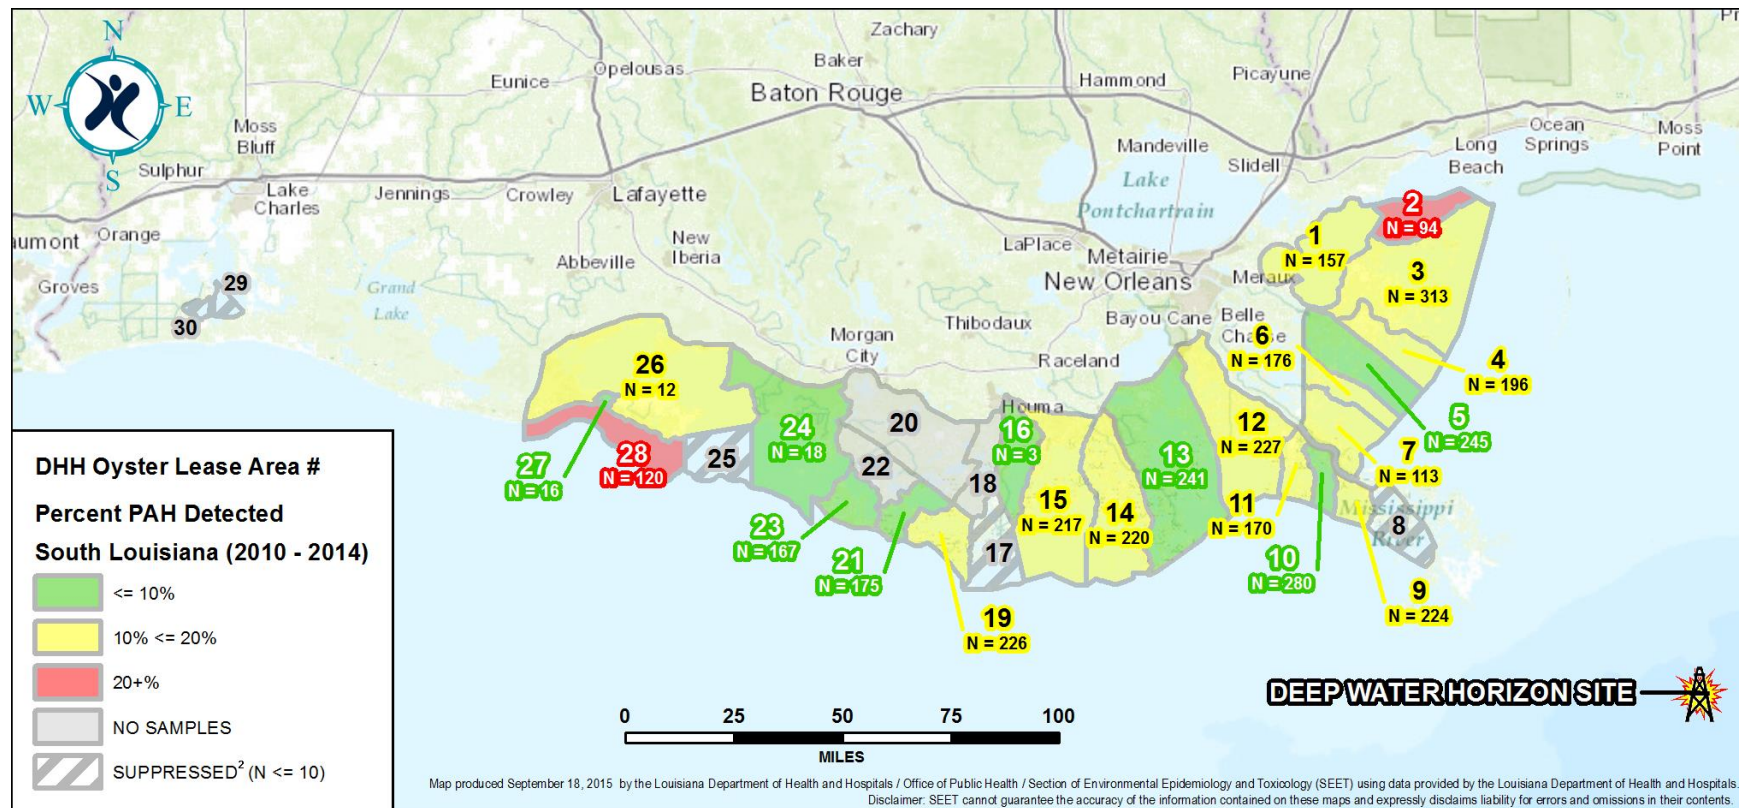 N
W
E
S
Zachary
Baker
Eunice
Opelousas
Baton Rouge
Hammond
Picayune
Moss
Bluff
Sulphur
Lake
Charles
Jennings
Crowley
Lafayette
Mandeville
Slidell
Long
Beach
Ocean
Springs
Moss
Point
Lake
Pontchartrain
aumont
Orange
Groves
Grand
Lake
Abbeville
New
Iberia
LaPlace
Metairie
New Orleans
Meraux
Morgan
City
Thibodaux
Bayou Cane
Belle
Chasse
Raceland
Houma
Mississippi
River
1
N = 157
2
N = 94
3
N = 313
4
N = 196
5
N = 245
6
N = 176
7
N = 113
8
9
N = 224
10
N = 280
11
N = 170
12
N = 227
13
N = 241
14
N = 220
15
N = 217
16
N = 3
17
18
19
N = 226
20
21
N = 175
22
23
N = 167
24
N = 18
25
26
N = 12
27
N = 16
28
N = 120
29
30
DHH Oyster Lease Area #
Percent PAH Detected
South Louisiana (2010 - 2014)
<= 10%
10% <= 20%
20+%
NO SAMPLES
SUPPRESSED² (N <= 10)
0 25 50 75 100
MILES
DEEP WATER HORIZON SITE
Map produced September 18, 2015 by the Louisiana Department of Health and Hospitals / Office of Public Health / Section of Environmental Epidemiology and Toxicology (SEET) using data provided by the Louisiana Department of Health and Hospitals.
Disclaimer: SEET cannot guarantee the accuracy of the information contained on these maps and expressly disclaims liability for errors and omissions in their contents.